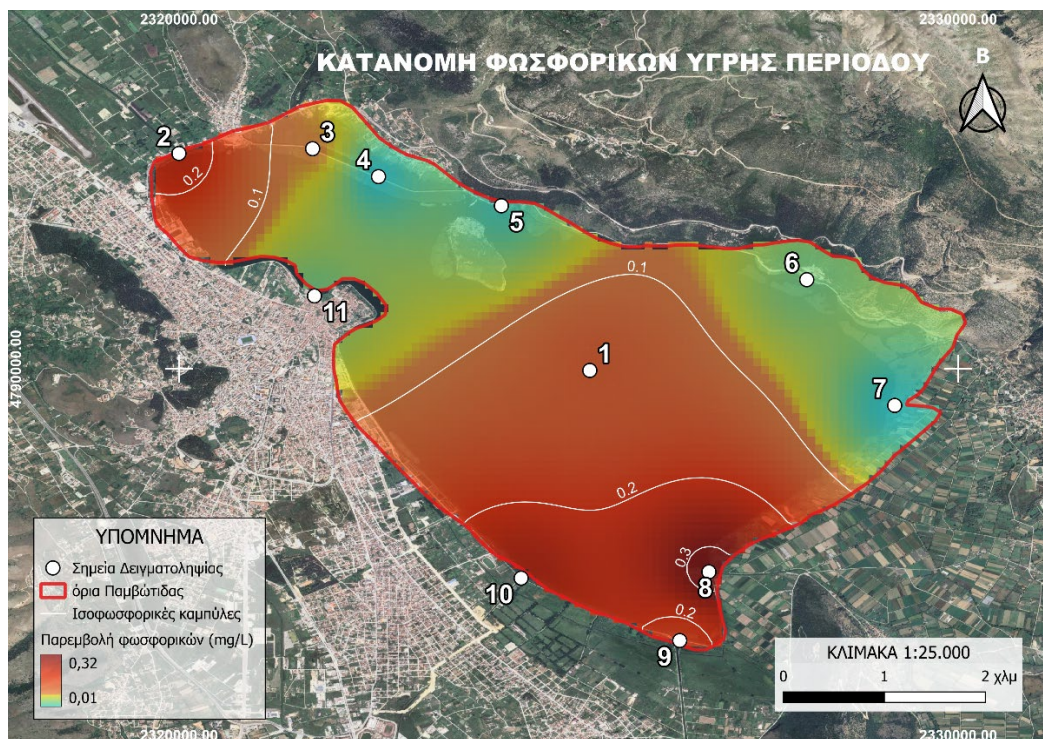 2320000.00
2330000.00
ΚΑΤΑΝΟΜΗ ΦΩΣΦΟΡΙΚΩΝ ΥΓΡΗΣ ΠΕΡΙΟΔΟΥ
Β
2
3
4
5
6
0.2
0.1
0.1
11
1
4790000.00
7
0.2
0.3
8
10
0.2
9
ΥΠΟΜΝΗΜΑ
Σημεία Δειγματοληψίας
όρια Παμβώτιδας
Ισοφωσφορικές καμπύλες
Παρεμβολή φωσφορικών (mg/L)
0,32
0,01
ΚΛΙΜΑΚΑ 1:25.000
0 1 2 χλμ
2320000.00
2330000.00